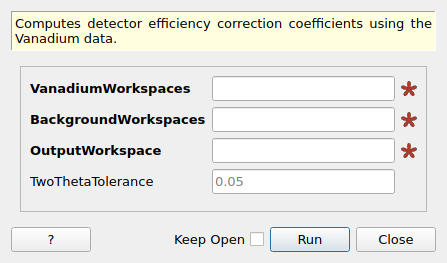 Computes detector efficiency correction coefficients using the
Vanadium data.
VanadiumWorkspaces
BackgroundWorkspaces
OutputWorkspace
TwoThetaTolerance 0.05
? Keep Open Run Close